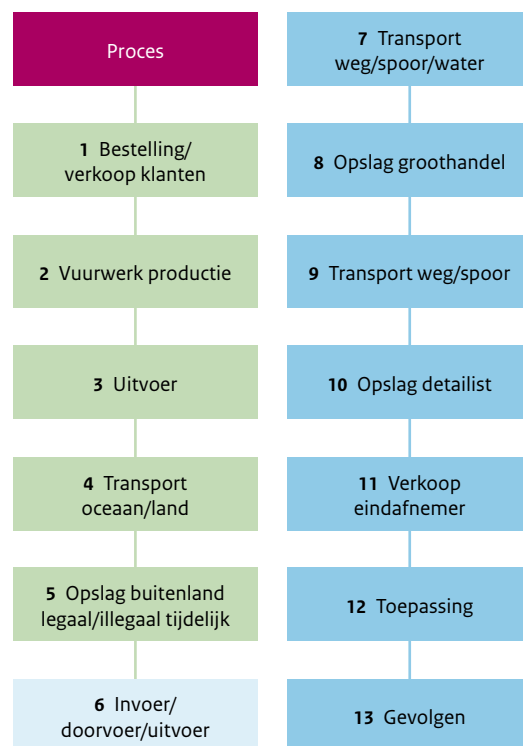 Proces
1 Bestelling/
verkoop klanten
2 Vuurwerk productie
3 Uitvoer
4 Transport
oceaan/land
5 Opslag buitenland
legaal/illegaal tijdelijk
6 Invoer/
doorvoer/uitvoer
7 Transport
weg/spoor/water
8 Opslag groothandel
9 Transport weg/spoor
10 Opslag detailist
11 Verkoop
eindafnemer
12 Toepassing
13 Gevolgen